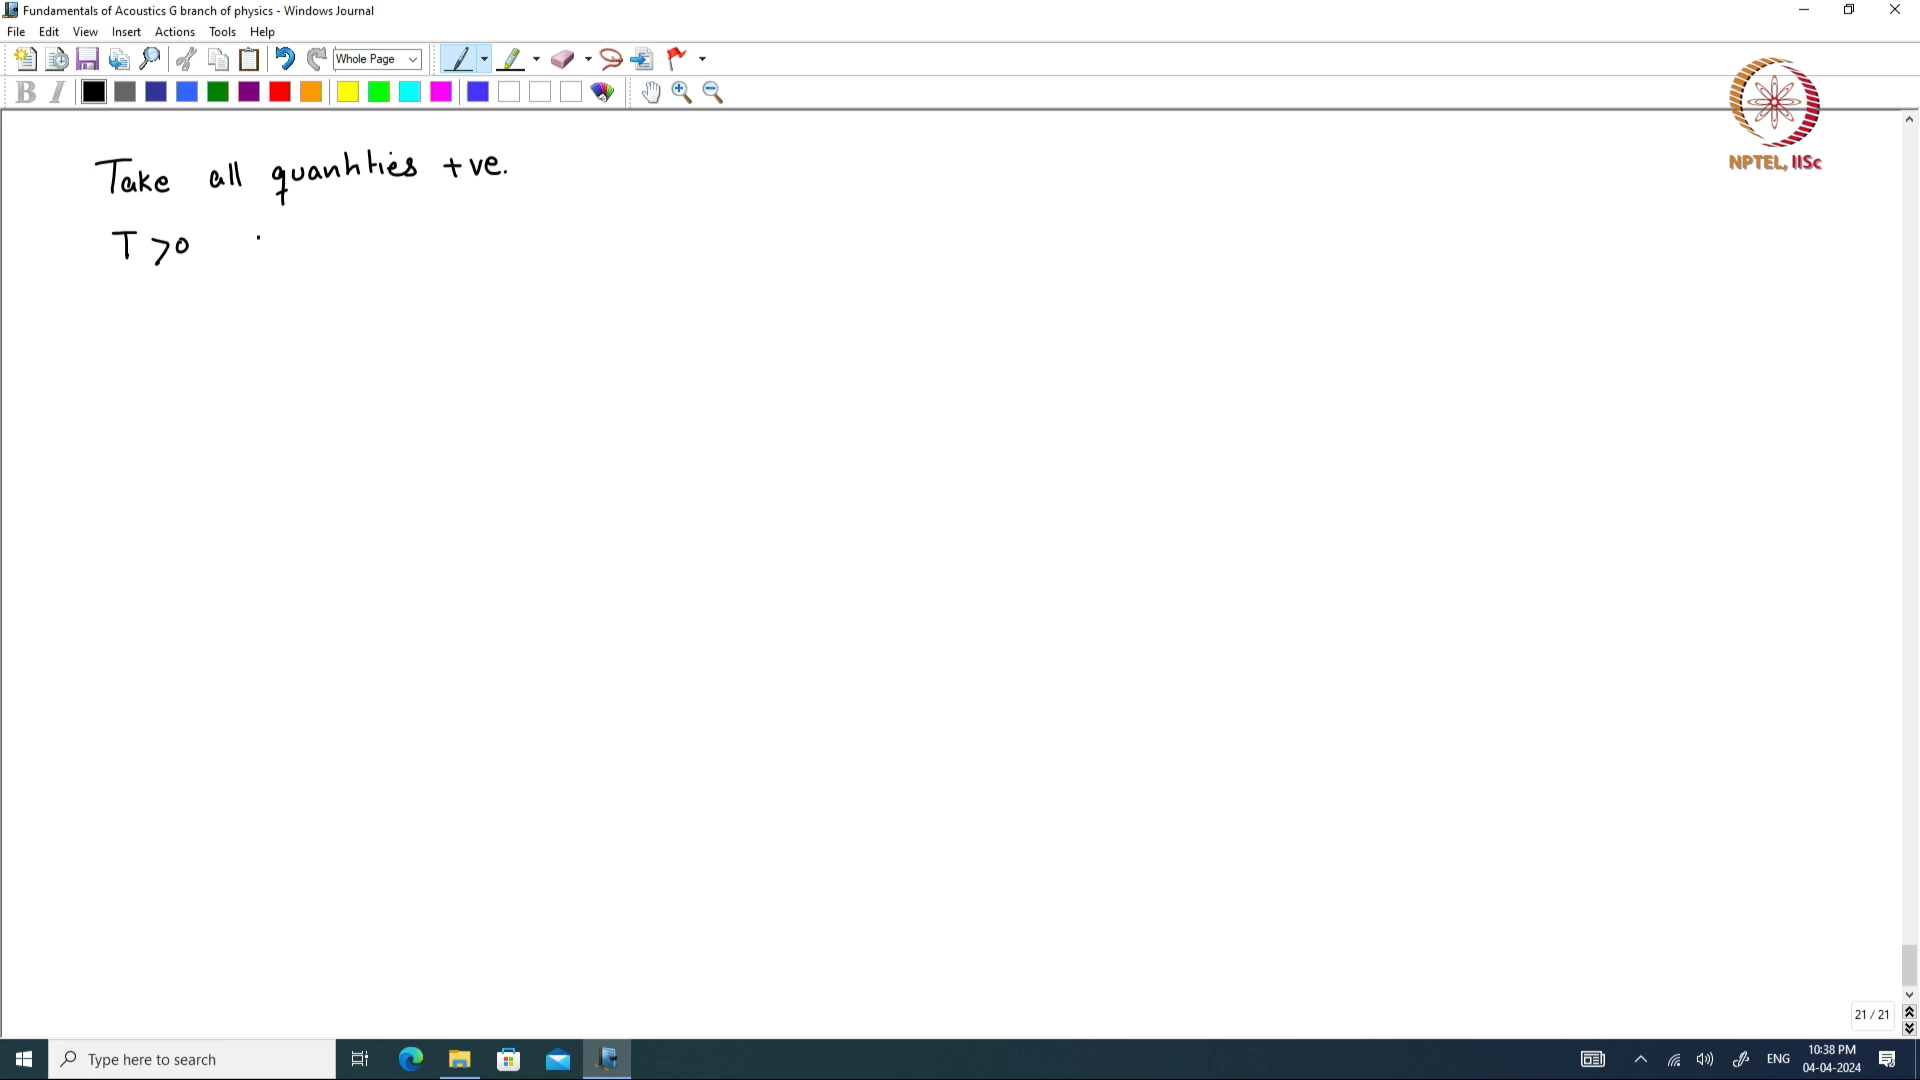 Fundamentals of Acoustics G branch of physics - Windows Journal
File Edit View Insert Actions Tools Help
Whole Page
B I
NPTEL, IISc
Take all quantities +ve.
T >0
21 / 21
Type here to search
ENG
10:38 PM
04-04-2024